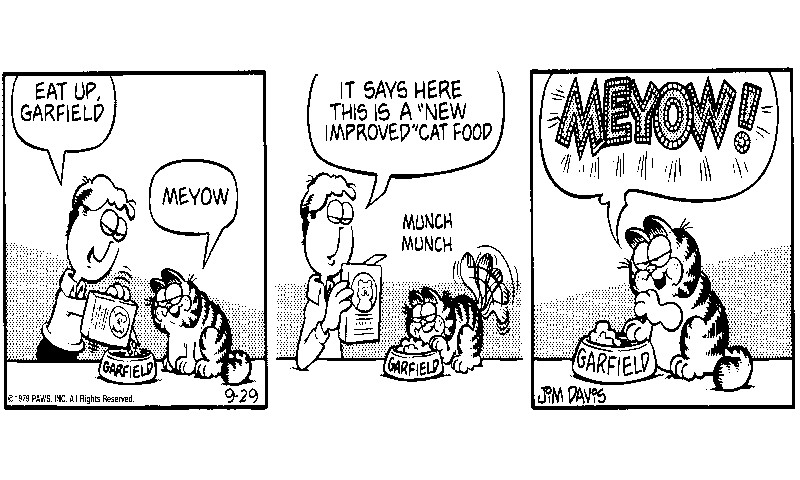 EAT UP,
GARFIELD
MEYOW
GARFIELD
© 1979 PAWS, INC. All Rights Reserved.
9-29
IT SAYS HERE
THIS IS A "NEW
IMPROVED" CAT FOOD
MUNCH
MUNCH
GARFIELD
MEYOW!
GARFIELD
JIM DAVIS